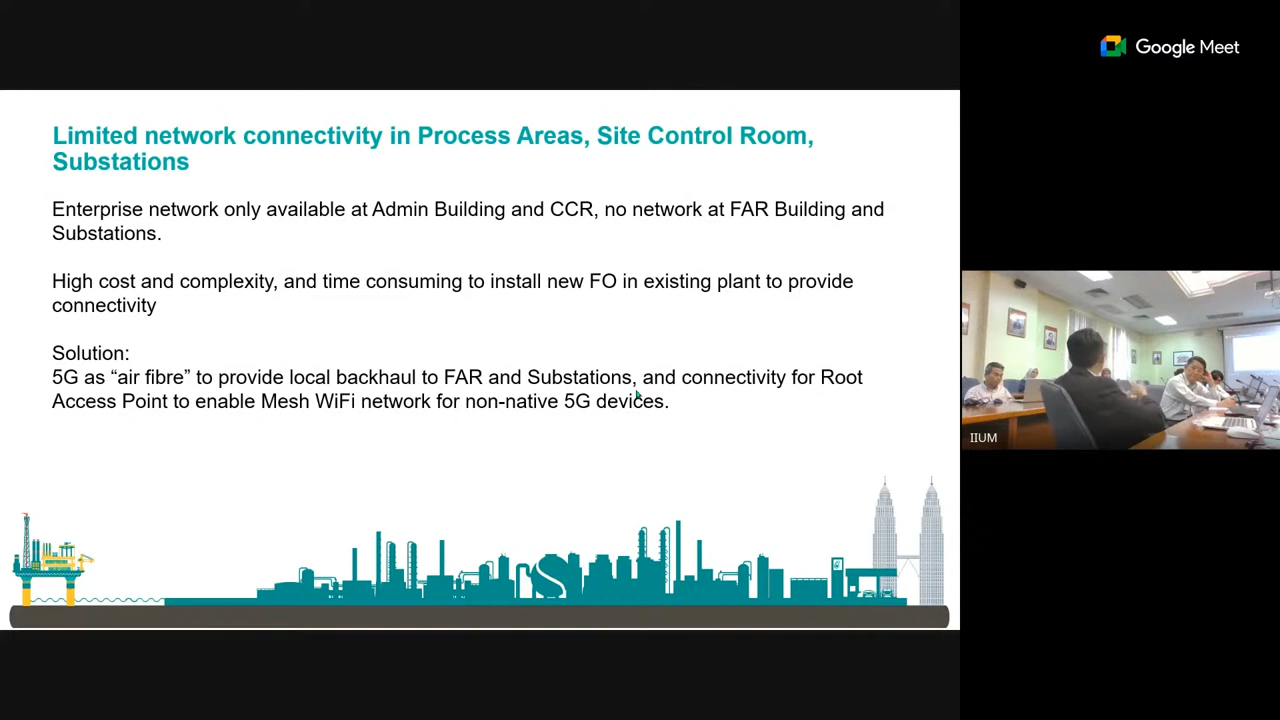 Google Meet
Limited network connectivity in Process Areas, Site Control Room,
Substations
Enterprise network only available at Admin Building and CCR, no network at FAR Building and
Substations.
High cost and complexity, and time consuming to install new FO in existing plant to provide
connectivity
Solution:
5G as “air fibre” to provide local backhaul to FAR and Substations, and connectivity for Root
Access Point to enable Mesh WiFi network for non-native 5G devices.
IIUM